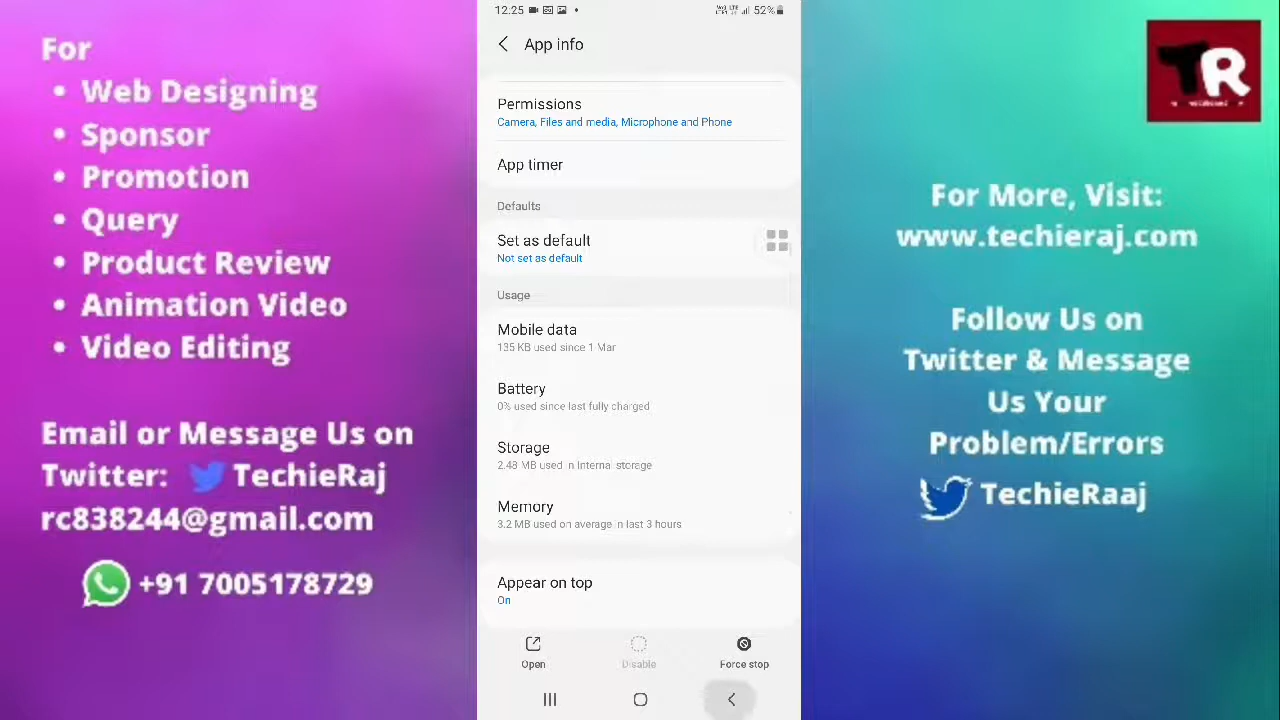 For
• Web Designing
• Sponsor
• Promotion
• Query
• Product Review
• Animation Video
• Video Editing
Email or Message Us on
Twitter: TechieRaj
rc838244@gmail.com
+91 7005178729
12.25
52%
App info
Permissions
Camera, Files and media, Microphone and Phone
App timer
Defaults
Set as default
Not set as default
Usage
Mobile data
135 KB used since 1 Mar
Battery
0% used since last fully charged
Storage
2.48 MB used in Internal storage
Memory
3.2 MB used on average in last 3 hours
Appear on top
On
Open
Disable
Force stop
TR
For More, Visit:
www.techieraj.com
Follow Us on
Twitter & Message
Us Your
Problem/Errors
TechieRaaj